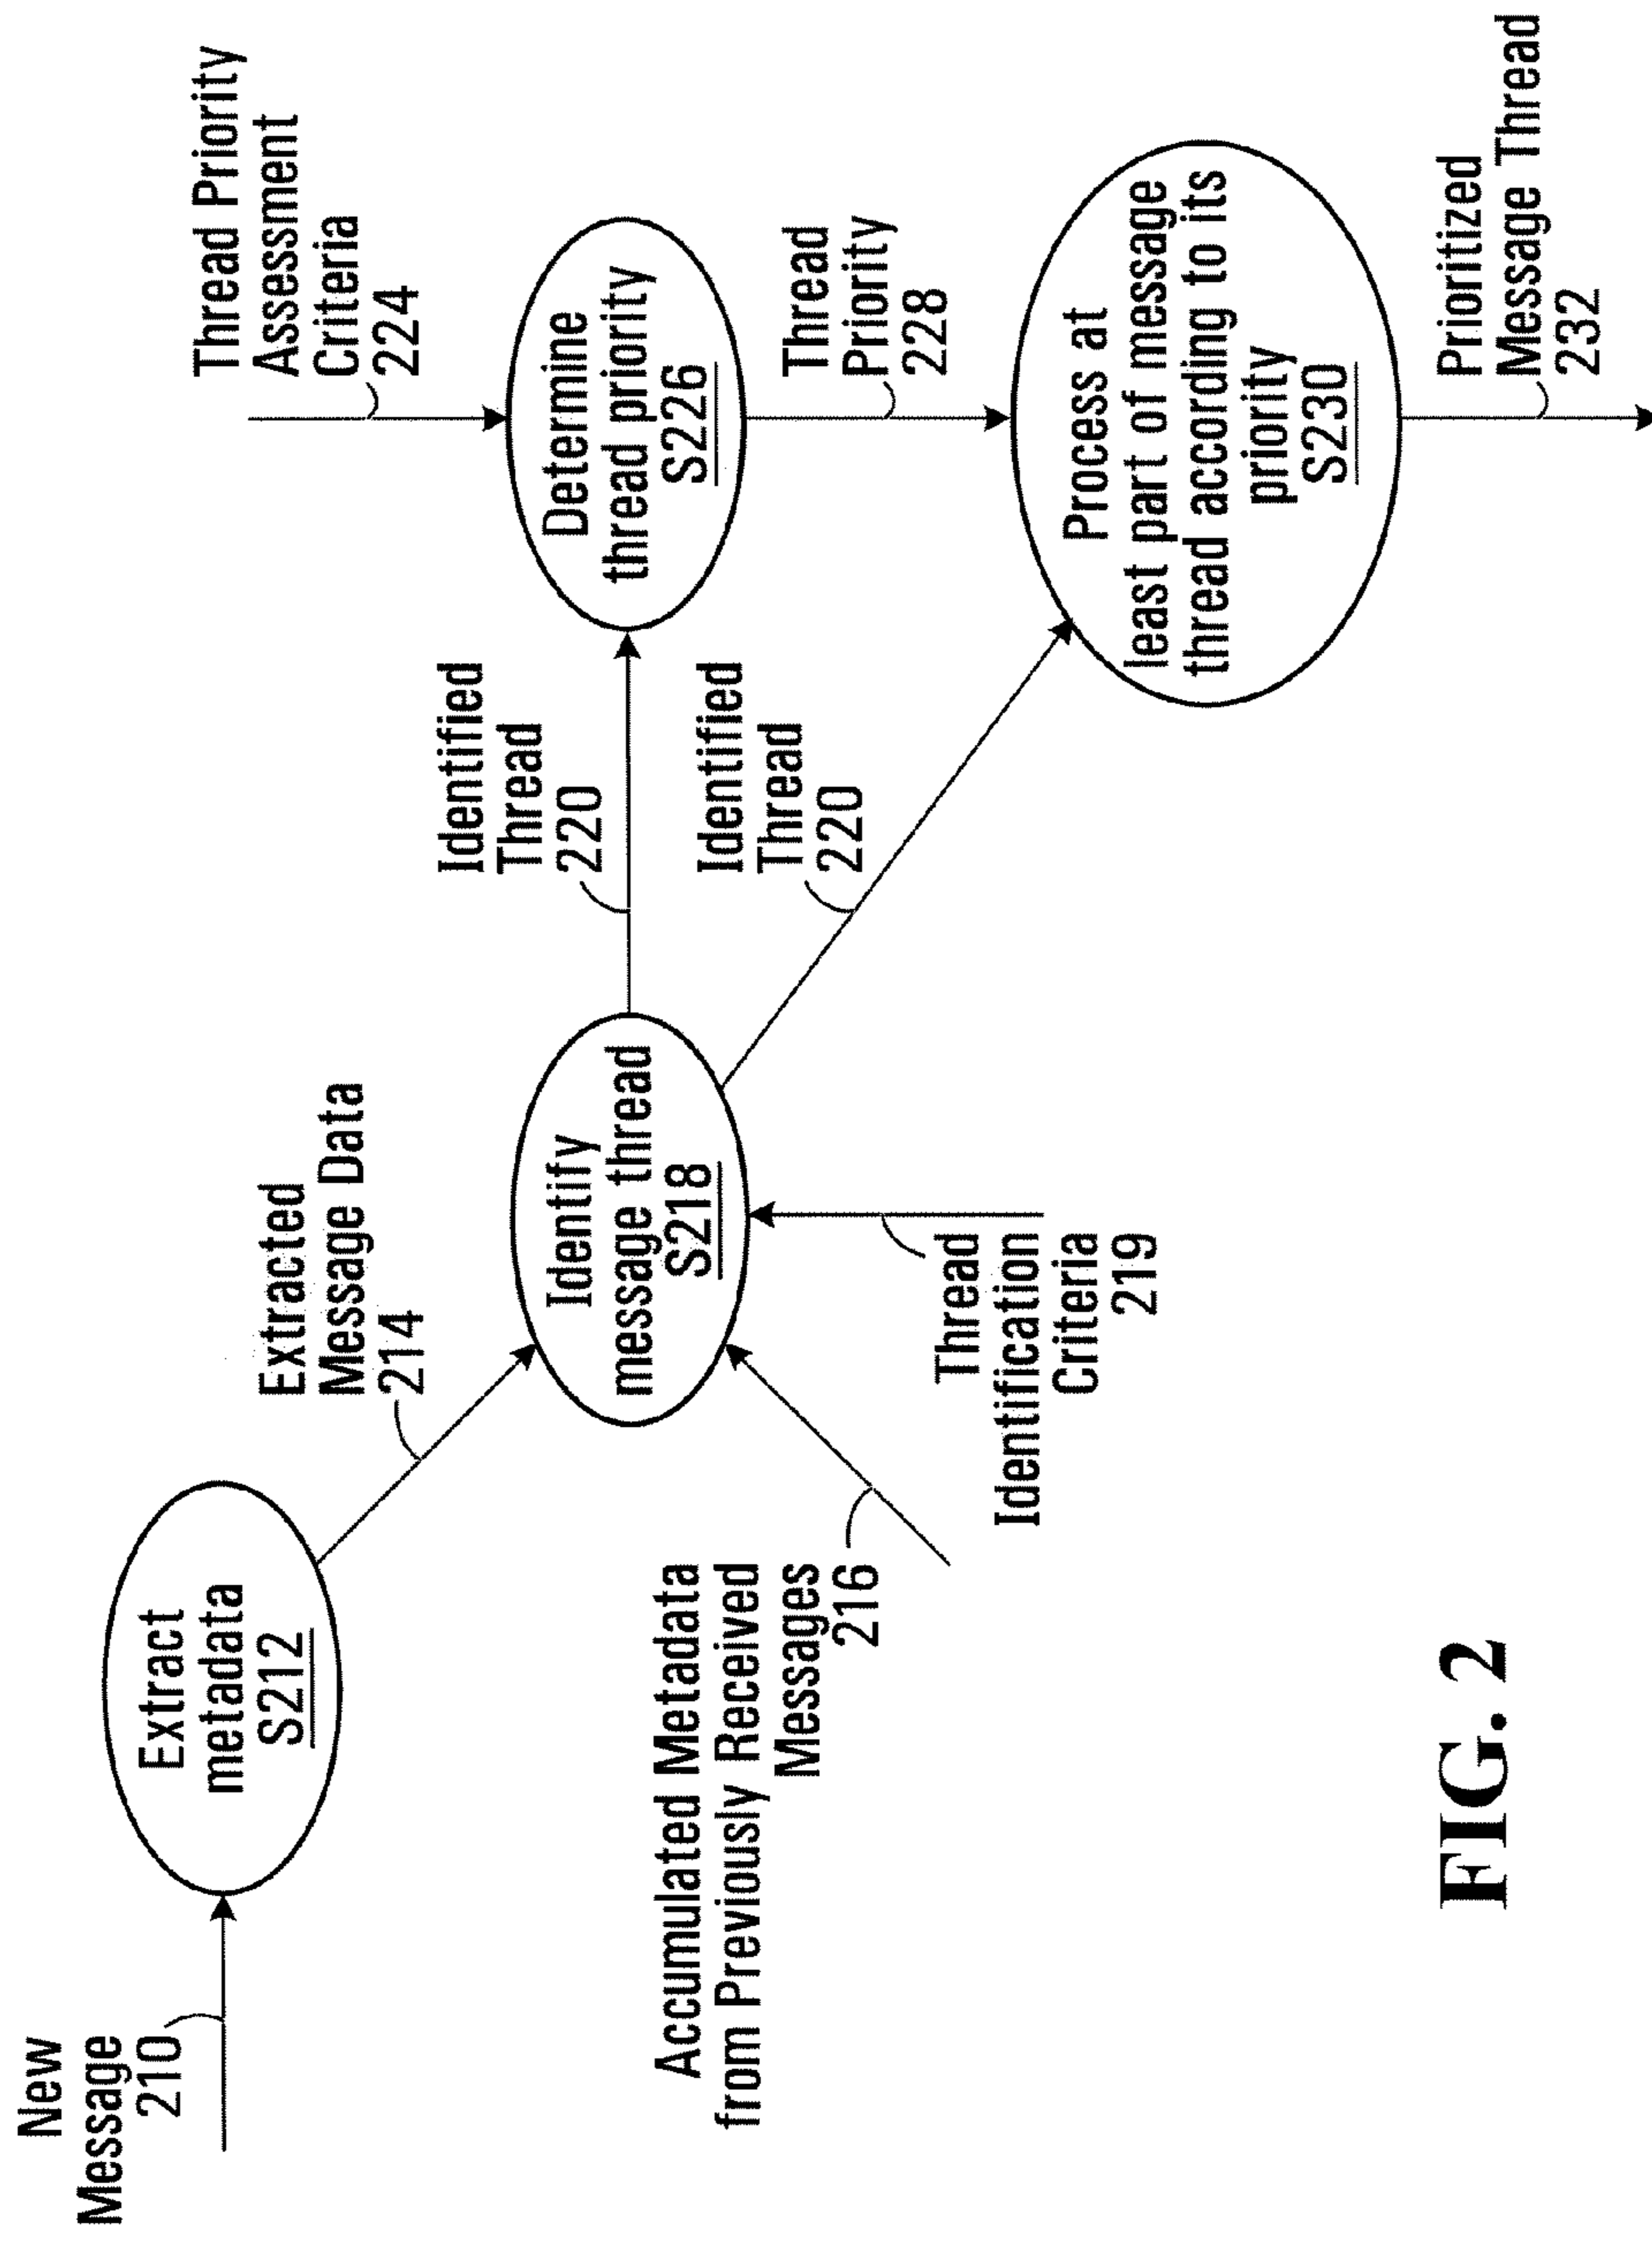 New
Message
210
Extract
metadata
S212
Extracted
Message Data
214
Accumulated Metadata
from Previously Received
Messages
216
Identify
message thread
S218
Thread
Identification
Criteria
219
Identified
Thread
220
Identified
Thread
220
Thread Priority
Assessment
Criteria
224
Determine
thread priority
S226
Thread
Priority
228
Process at
least part of message
thread according to its
priority
S230
Prioritized
Message Thread
232
FIG. 2